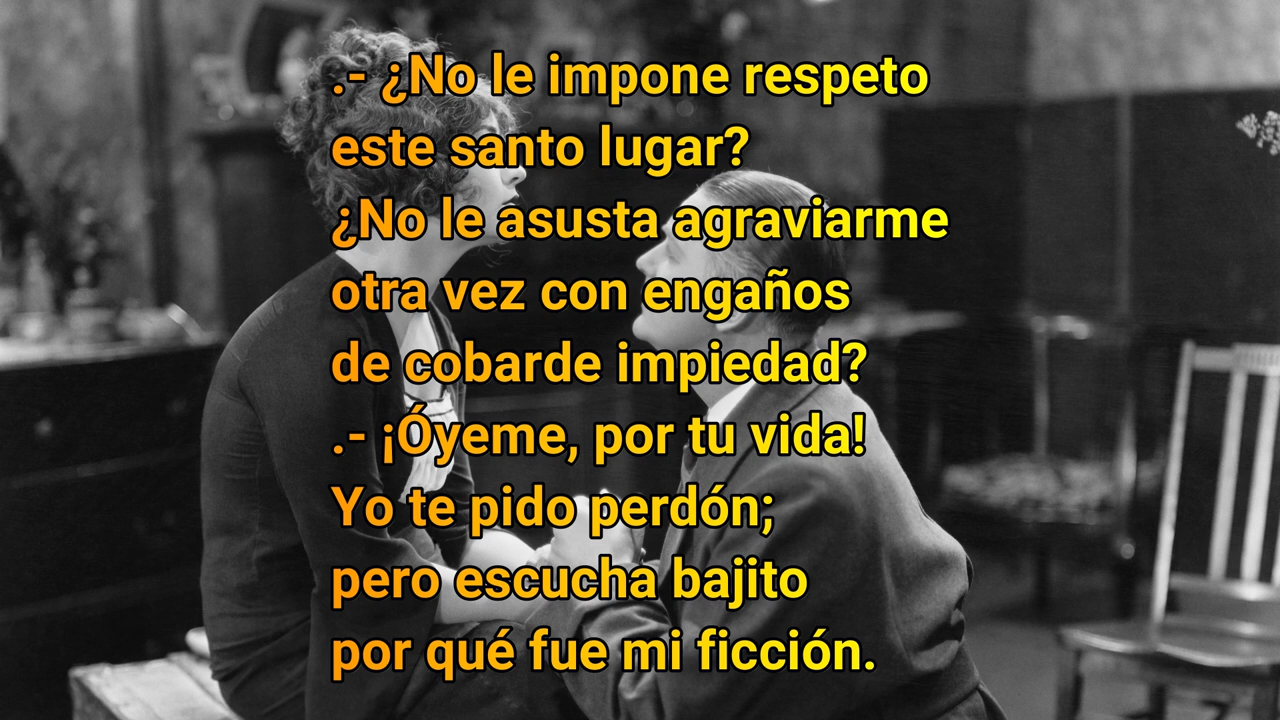 .- ¿No le impone respeto
este santo lugar?
¿No le asusta agraviarme
otra vez con engaños
de cobarde impiedad?
.- ¡Óyeme, por tu vida!
Yo te pido perdón;
pero escucha bajito
por qué fue mi ficción.